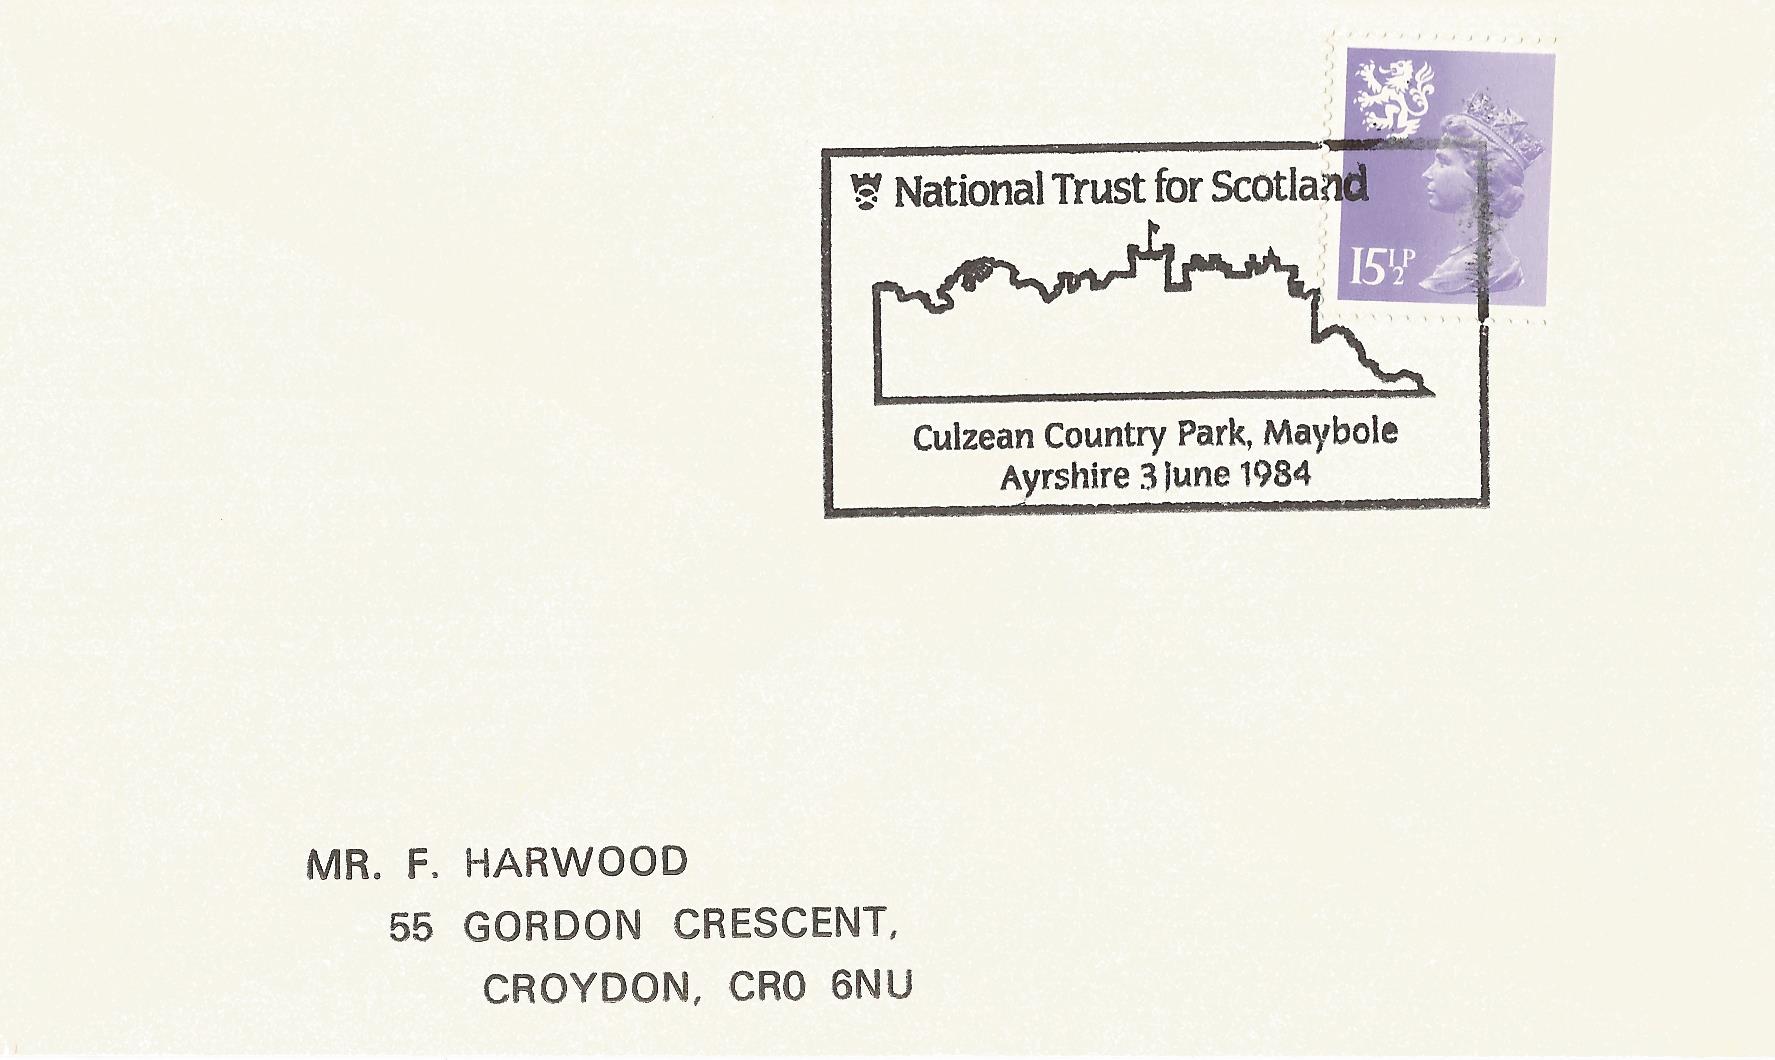 National Trust for Scotland
15½P
Culzean Country Park, Maybole
Ayrshire 3 June 1984
MR. F. HARWOOD
55 GORDON CRESCENT,
CROYDON, CR0 6NU